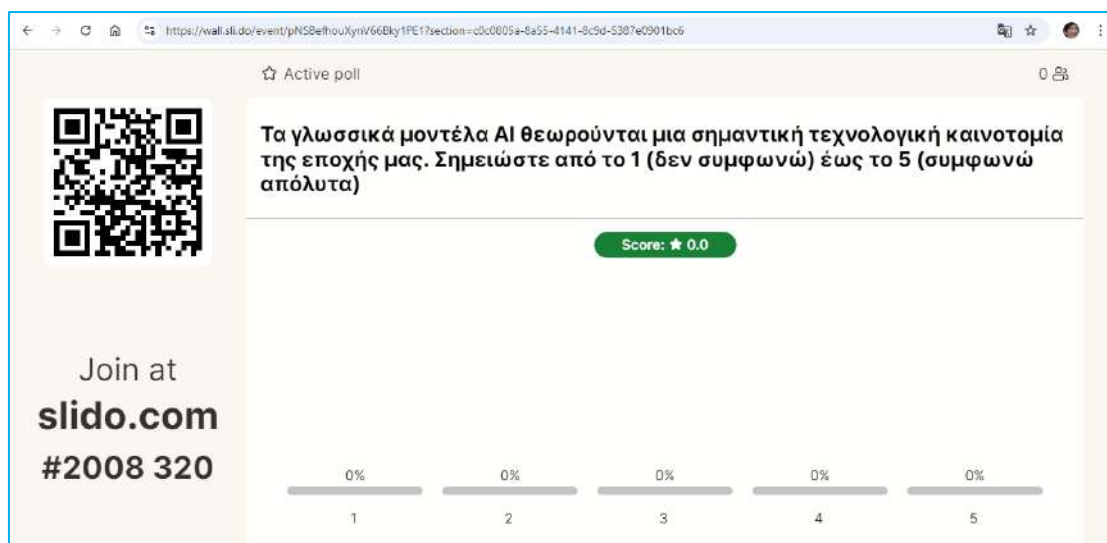 https://wall.sli.do/event/pNSBefhouXynV66Bky1PE1?section=c0c0805a-8a55-4141-8c9d-5387e0901bc6
Active poll
0
Τα γλωσσικά μοντέλα AI θεωρούνται μια σημαντική τεχνολογική καινοτομία
της εποχής μας. Σημειώστε από το 1 (δεν συμφωνώ) έως το 5 (συμφωνώ
απόλυτα)
Score: ★ 0.0
Join at
slido.com
#2008 320
0% 0% 0% 0% 0%
1 2 3 4 5